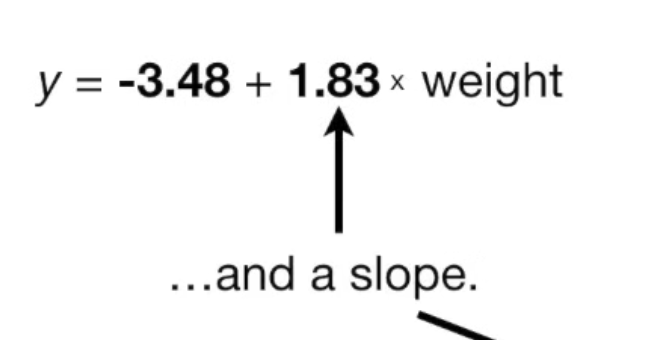 y = -3.48 + 1.83 × weight
...and a slope.